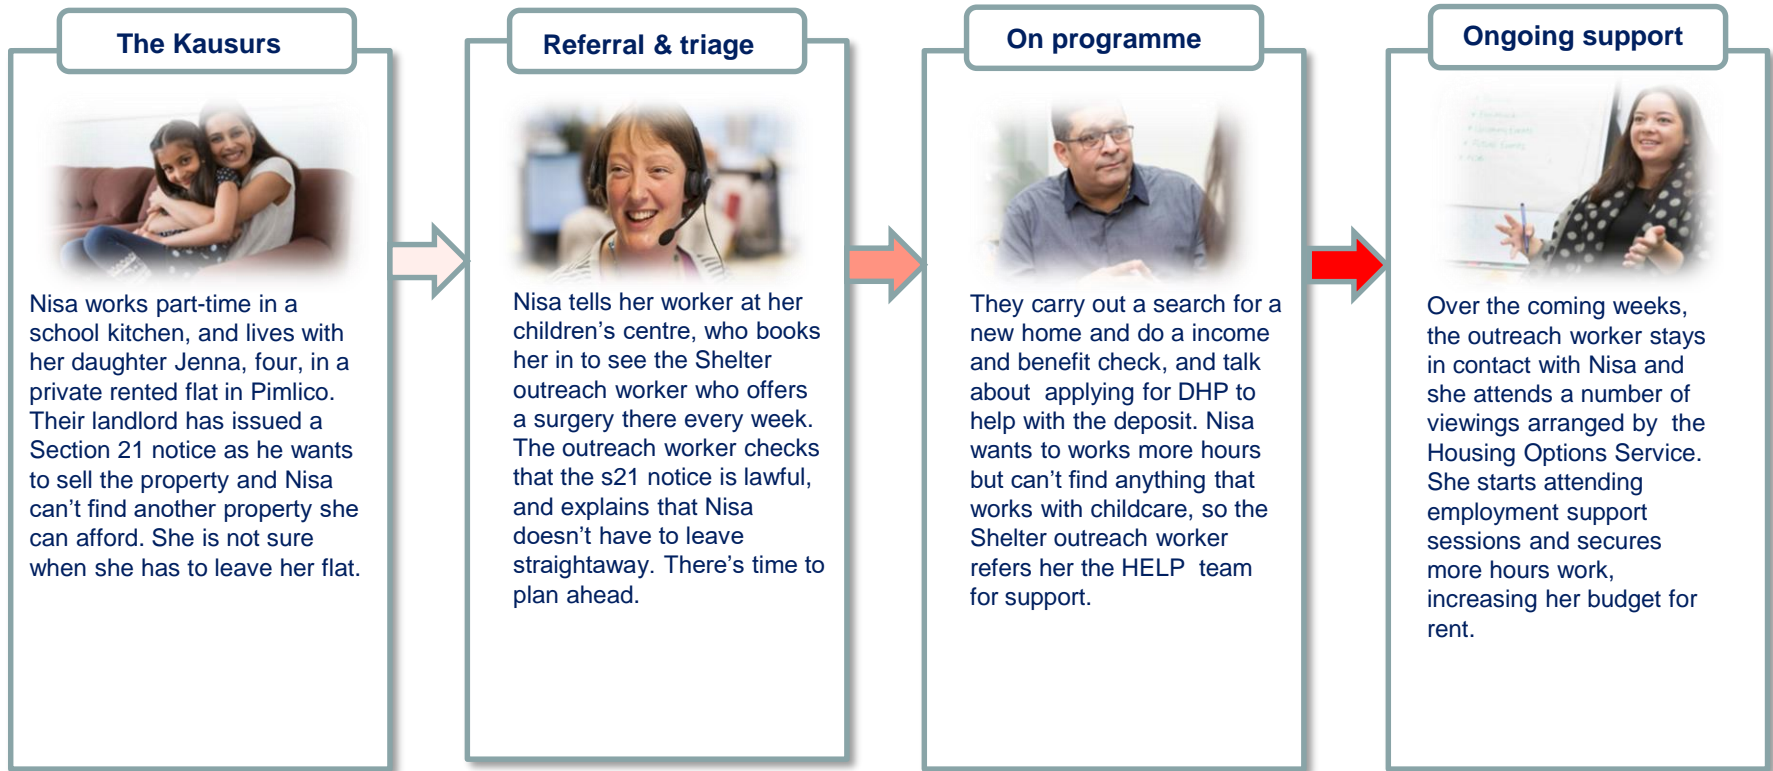 The Kausurs
Nisa works part-time in a
school kitchen, and lives with
her daughter Jenna, four, in a
private rented flat in Pimlico.
Their landlord has issued a
Section 21 notice as he wants
to sell the property and Nisa
can’t find another property she
can afford. She is not sure
when she has to leave her flat.
Referral & triage
Nisa tells her worker at her
children’s centre, who books
her in to see the Shelter
outreach worker who offers
a surgery there every week.
The outreach worker checks
that the s21 notice is lawful,
and explains that Nisa
doesn’t have to leave
straightaway. There’s time to
plan ahead.
On programme
They carry out a search for a
new home and do a income
and benefit check, and talk
about  applying for DHP to
help with the deposit. Nisa
wants to works more hours
but can’t find anything that
works with childcare, so the
Shelter outreach worker
refers her the HELP  team
for support.
Ongoing support
Over the coming weeks,
the outreach worker stays
in contact with Nisa and
she attends a number of
viewings arranged by  the
Housing Options Service.
She starts attending
employment support
sessions and secures
more hours work,
increasing her budget for
rent.